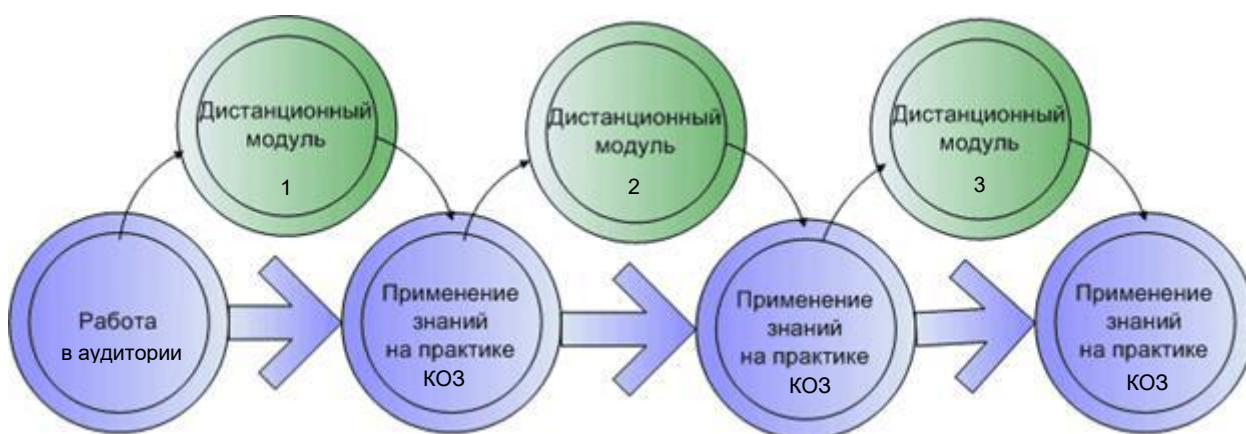 Дистанционный
модуль
1
Дистанционный
модуль
2
Дистанционный
модуль
3
Работа
в аудитории
Применение
знаний
на практике
КОЗ
Применение
знаний
на практике
КОЗ
Применение
знаний
на практике
КОЗ